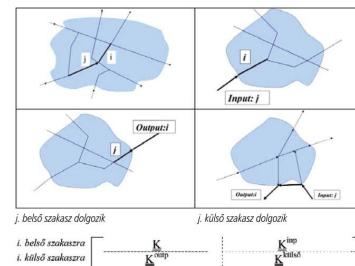 j
i
i
Input: j
Output:i
j
Output:i
Input: j
j. belső szakasz dolgozik
j. külső szakasz dolgozik
i. belső szakaszra
K
K^inp
i. külső szakaszra
K^outp
K^külső